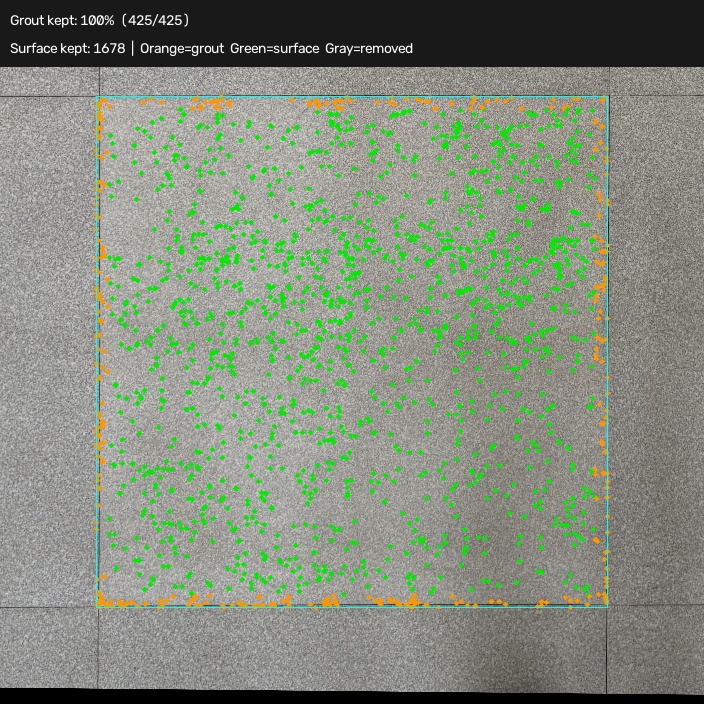 Grout kept: 100%  (425/425)
Surface kept: 1678 | Orange=grout  Green=surface  Gray=removed